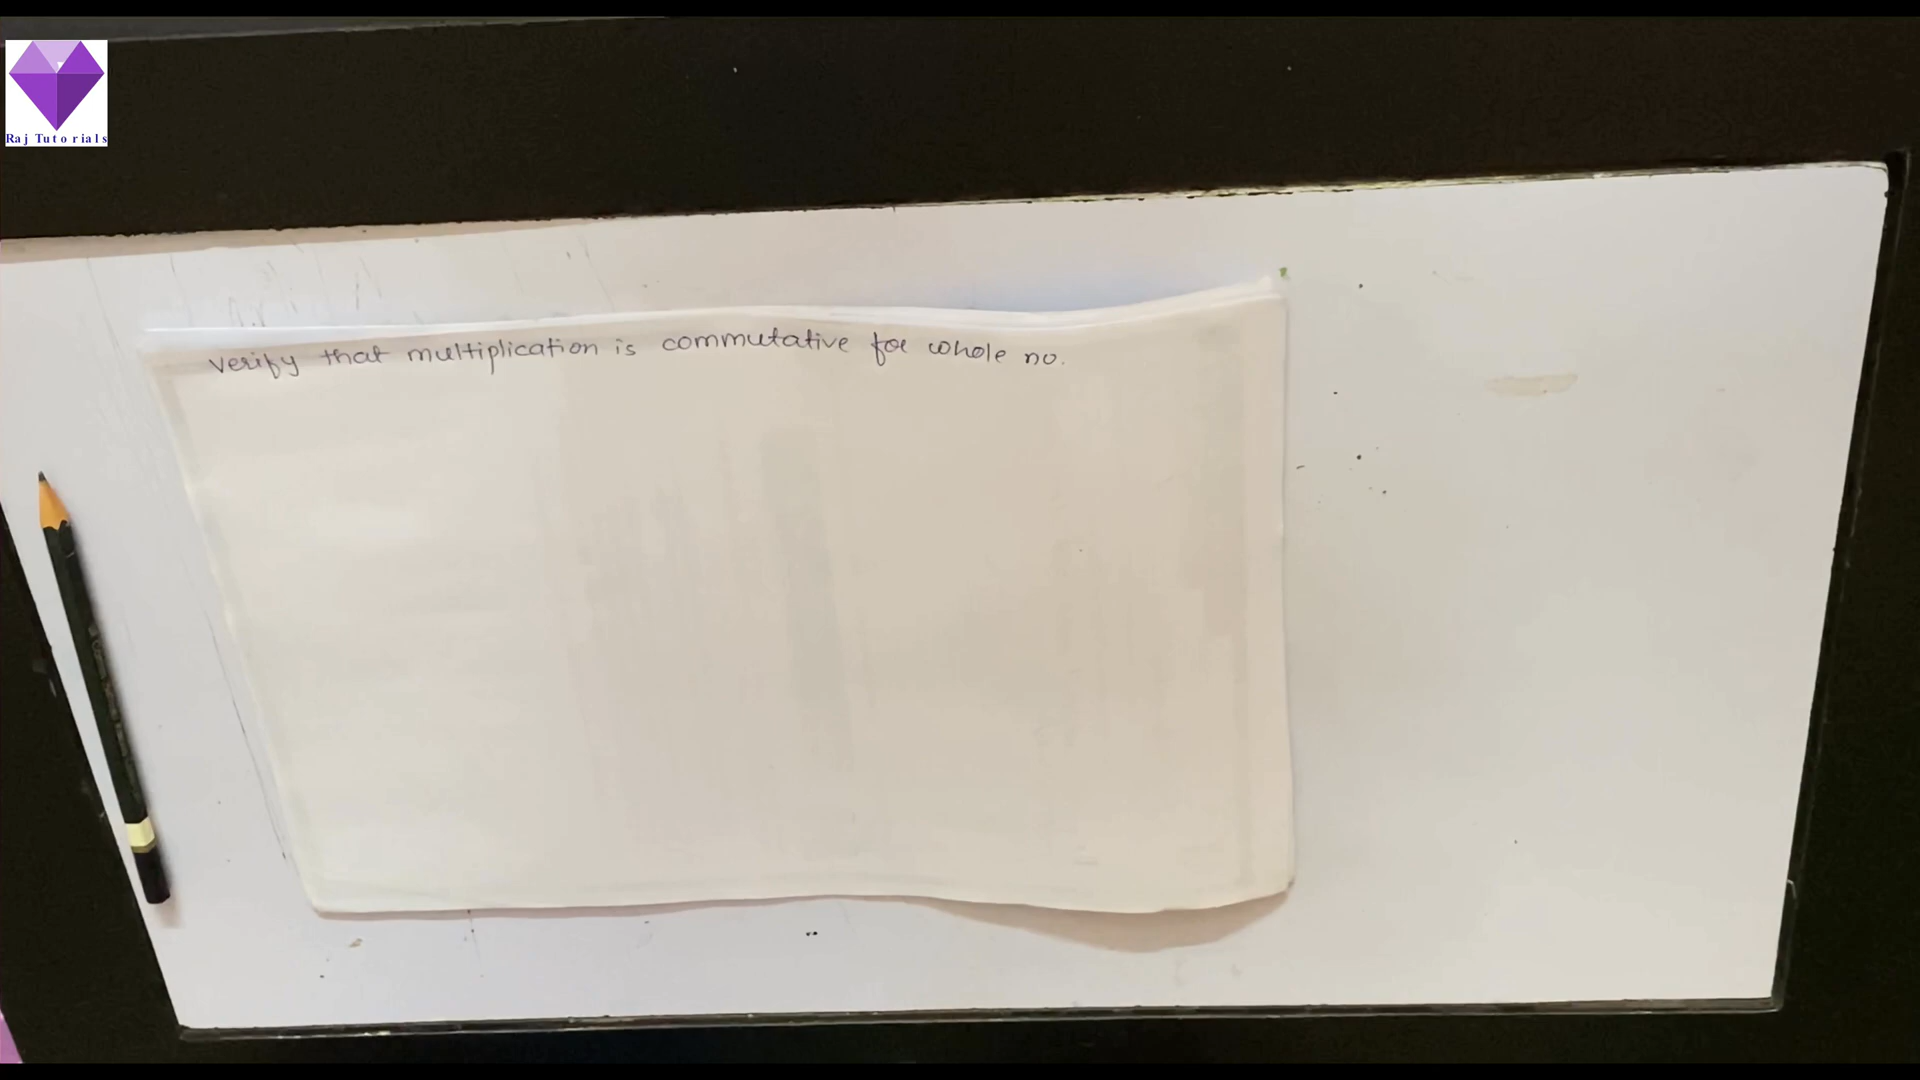 Raj Tutorials
Verify that multiplication is commutative for whole no.